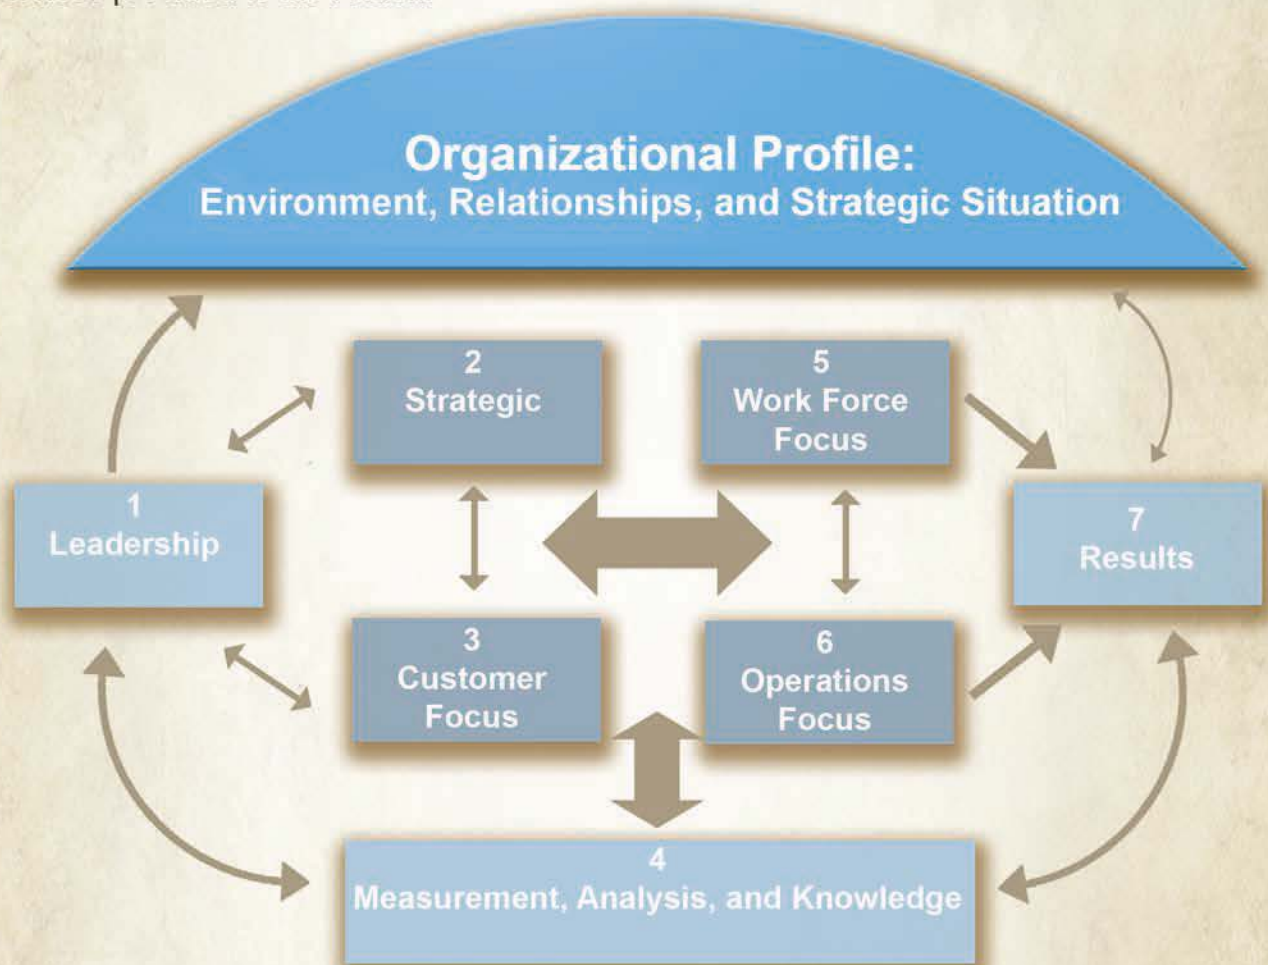 Organizational Profile:
Environment, Relationships, and Strategic Situation
1
Leadership
2
Strategic
3
Customer
Focus
4
Measurement, Analysis, and Knowledge
5
Work Force
Focus
6
Operations
Focus
7
Results